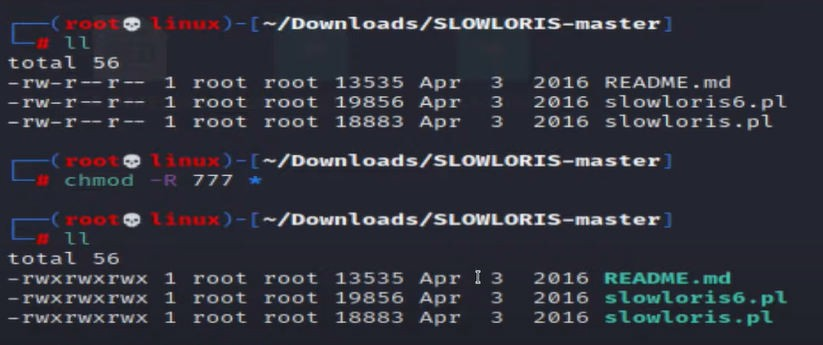 ┌──(root💀linux)-[~/Downloads/SLOWLORIS-master]
└─# ll
total 56
-rw-r--r-- 1 root root 13535 Apr  3  2016 README.md
-rw-r--r-- 1 root root 19856 Apr  3  2016 slowloris6.pl
-rw-r--r-- 1 root root 18883 Apr  3  2016 slowloris.pl
┌──(root💀linux)-[~/Downloads/SLOWLORIS-master]
└─# chmod -R 777 *
┌──(root💀linux)-[~/Downloads/SLOWLORIS-master]
└─# ll
total 56
-rwxrwxrwx 1 root root 13535 Apr  3  2016 README.md
-rwxrwxrwx 1 root root 19856 Apr  3  2016 slowloris6.pl
-rwxrwxrwx 1 root root 18883 Apr  3  2016 slowloris.pl